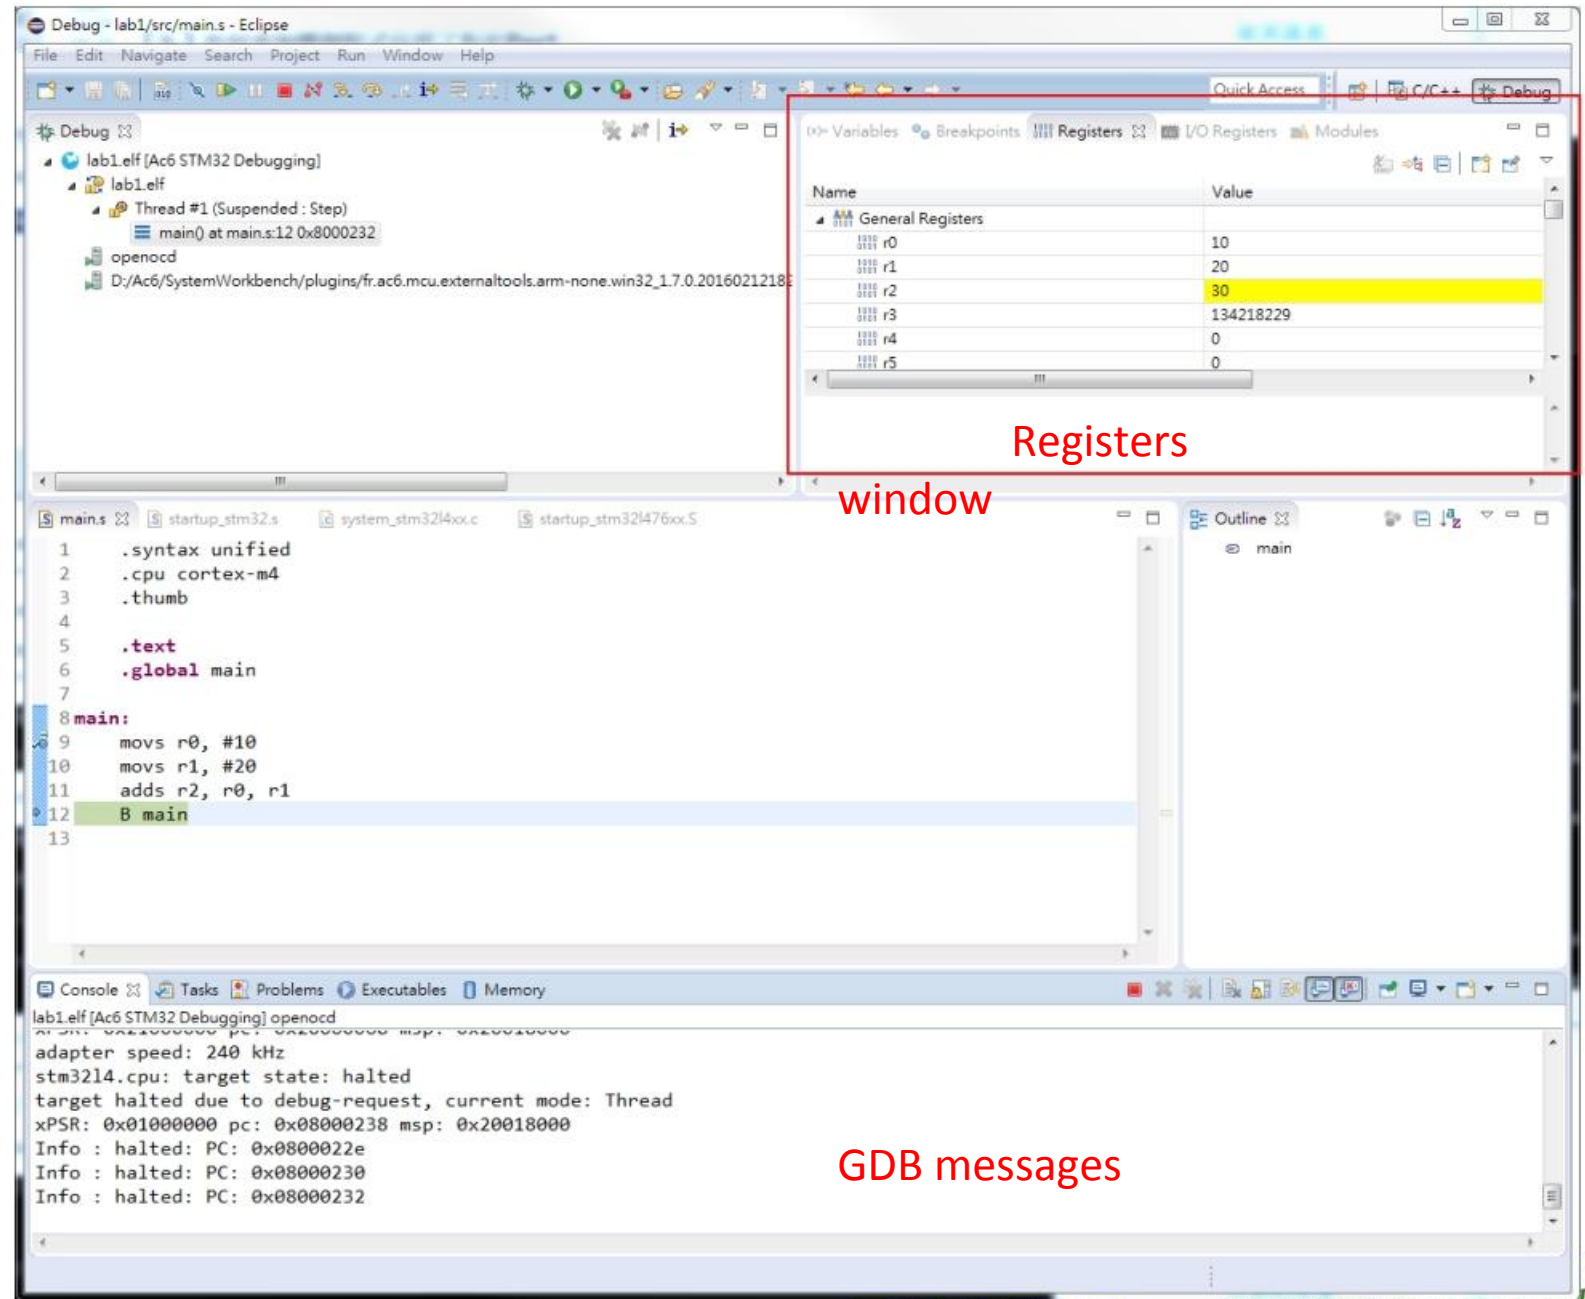 Debug - lab1/src/main.s - Eclipse
File Edit Navigate Search Project Run Window Help
Quick Access C/C++ Debug
Debug
lab1.elf [Ac6 STM32 Debugging]
lab1.elf
Thread #1 (Suspended : Step)
main() at main.s:12 0x8000232
openocd
D:/Ac6/SystemWorkbench/plugins/fr.ac6.mcu.externaltools.arm-none.win32_1.7.0.20160212182
Variables Breakpoints Registers I/O Registers Modules
Name Value
General Registers
r0 10
r1 20
r2 30
r3 134218229
r4 0
r5 0
Registers
window
main.s startup_stm32.s system_stm32l4xx.c startup_stm32l476xx.S
1 .syntax unified
2 .cpu cortex-m4
3 .thumb
4
5 .text
6 .global main
7
8 main:
9 movs r0, #10
10 movs r1, #20
11 adds r2, r0, r1
12 B main
13
Outline
main
Console Tasks Problems Executables Memory
lab1.elf [Ac6 STM32 Debugging] openocd
adapter speed: 240 kHz
stm32l4.cpu: target state: halted
target halted due to debug-request, current mode: Thread
xPSR: 0x01000000 pc: 0x08000238 msp: 0x20018000
Info : halted: PC: 0x0800022e
Info : halted: PC: 0x08000230
Info : halted: PC: 0x08000232
GDB messages